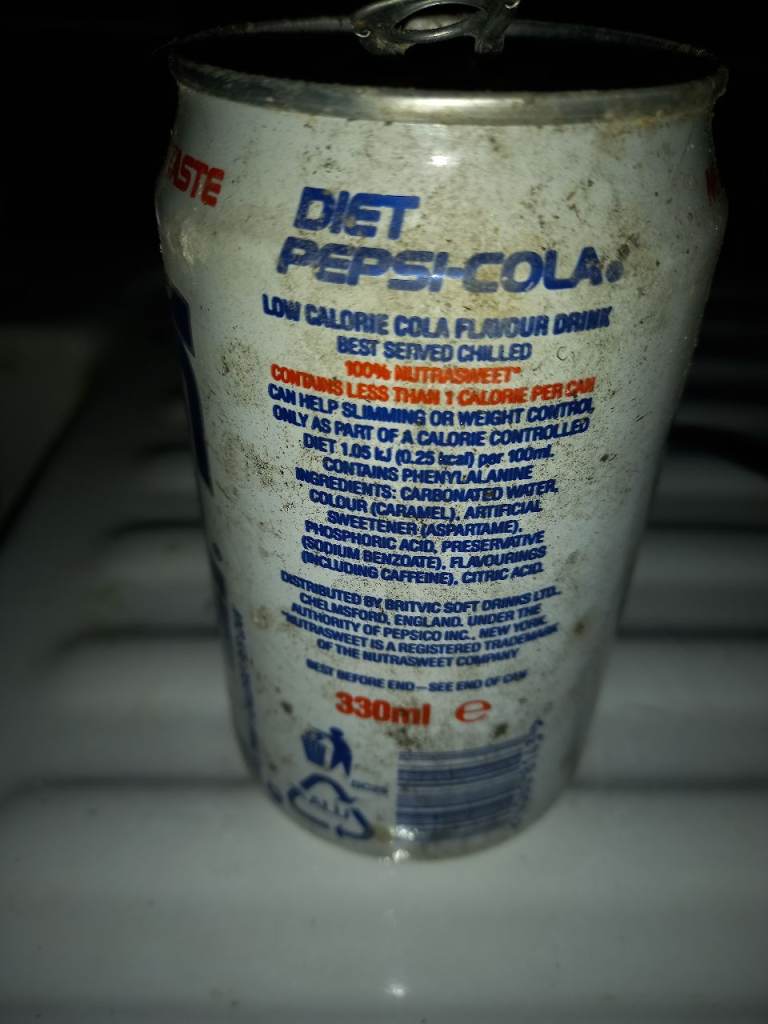 TASTE
DIET
PEPSI-COLA
LOW CALORIE COLA FLAVOUR DRINK
BEST SERVED CHILLED
100% NUTRASWEET*
CONTAINS LESS THAN 1 CALORIE PER CAN
CAN HELP SLIMMING OR WEIGHT CONTROL
ONLY AS PART OF A CALORIE CONTROLLED
DIET 1.05 kJ (0.25 kcal) per 100ml.
CONTAINS PHENYLALANINE
INGREDIENTS: CARBONATED WATER,
COLOUR (CARAMEL), ARTIFICIAL
SWEETENER (ASPARTAME),
PHOSPHORIC ACID, PRESERVATIVE
(SODIUM BENZOATE), FLAVOURINGS
(INCLUDING CAFFEINE), CITRIC ACID.
DISTRIBUTED BY BRITVIC SOFT DRINKS LTD.,
CHELMSFORD, ENGLAND. UNDER THE
AUTHORITY OF PEPSICO INC., NEW YORK.
*NUTRASWEET IS A REGISTERED TRADEMARK
OF THE NUTRASWEET COMPANY
BEST BEFORE END—SEE END OF CAN
330ml e
ALU